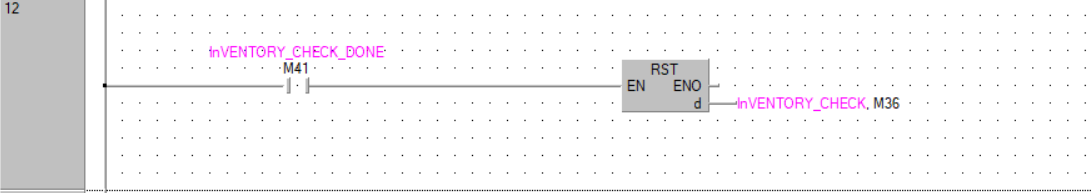 12
InVENTORY_CHECK_DONE
M41
RST
EN ENO
d InVENTORY_CHECK, M36